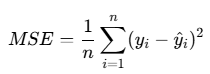 MSE = \frac{1}{n} \sum_{i=1}^{n} (y_i - \hat{y}_i)^2